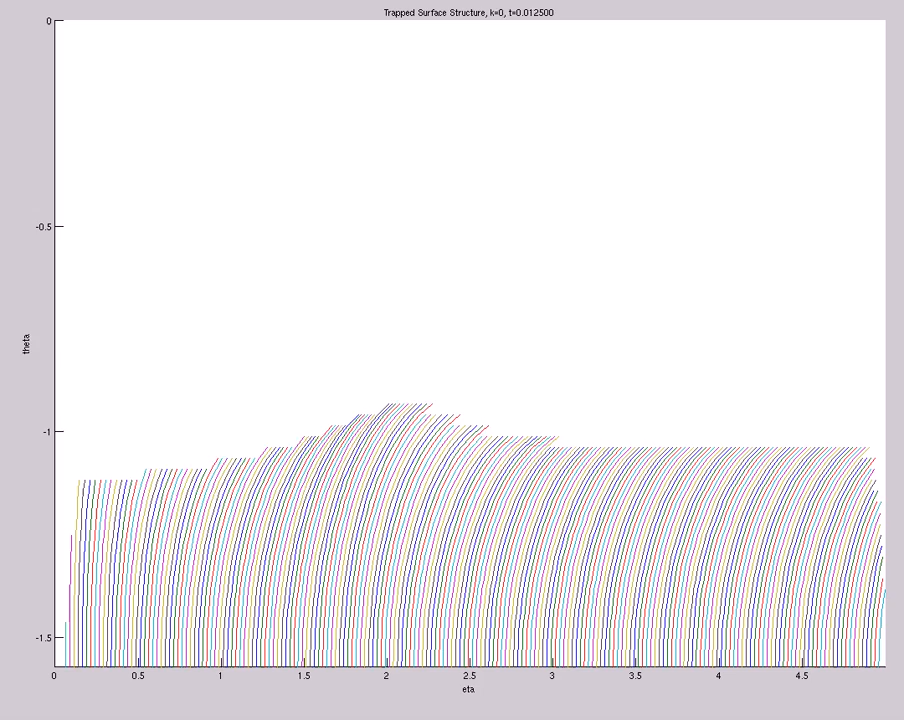 Trapped Surface Structure, k=0, t=0.012500
0
-0.5
theta
-1
-1.5
0 0.5 1 1.5 2 2.5 3 3.5 4 4.5
eta